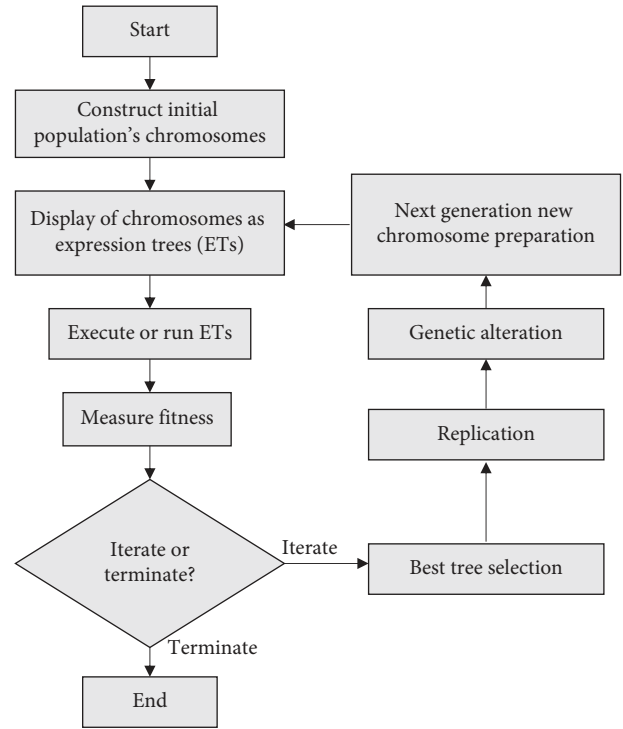 Start
Construct initial
population's chromosomes
Display of chromosomes as
expression trees (ETs)
Execute or run ETs
Measure fitness
Iterate or
terminate?
Iterate
Terminate
End
Best tree selection
Replication
Genetic alteration
Next generation new
chromosome preparation